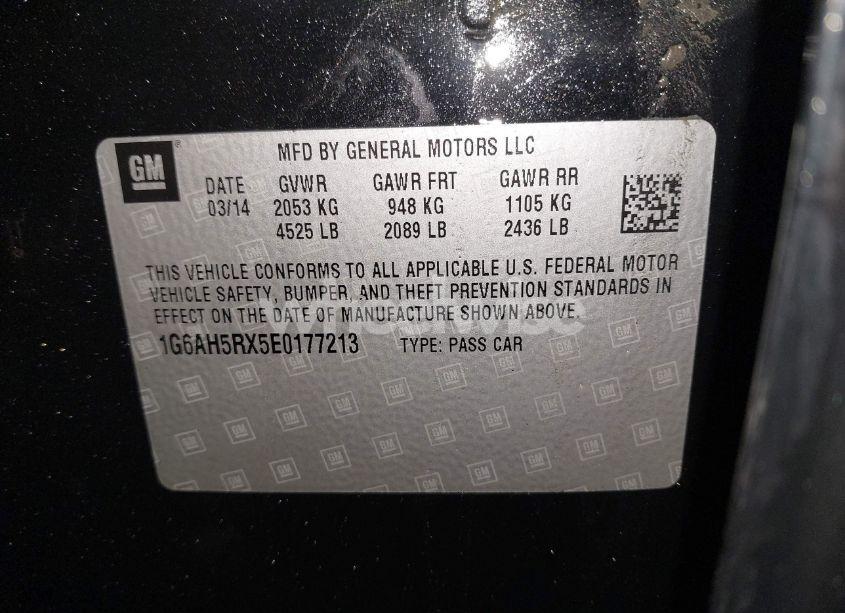 GM
MFD BY GENERAL MOTORS LLC
DATE GVWR GAWR FRT GAWR RR
03/14 2053 KG 948 KG 1105 KG
4525 LB 2089 LB 2436 LB
THIS VEHICLE CONFORMS TO ALL APPLICABLE U.S. FEDERAL MOTOR
VEHICLE SAFETY, BUMPER, AND THEFT PREVENTION STANDARDS IN
EFFECT ON THE DATE OF MANUFACTURE SHOWN ABOVE.
1G6AH5RX5E0177213 TYPE: PASS CAR